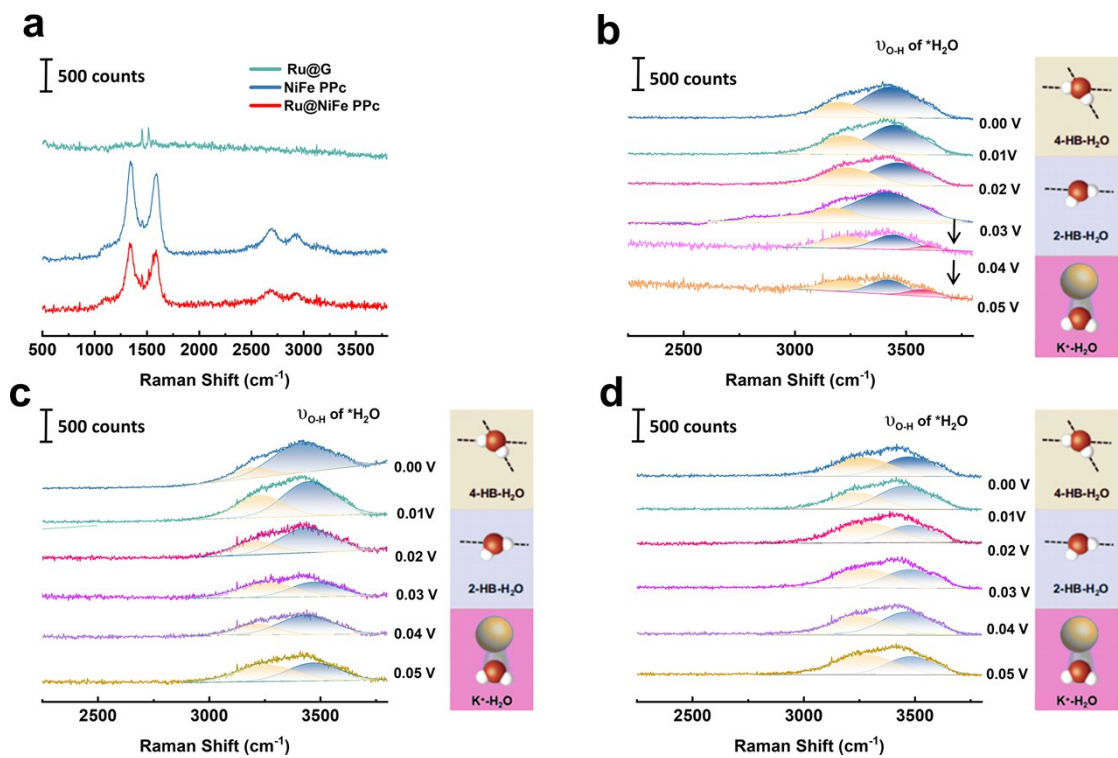 a
500 counts
Ru@G
NiFe PPc
Ru@NiFe PPc
500 1000 1500 2000 2500 3000 3500
Raman Shift (cm⁻¹)
b
υO-H of *H₂O
500 counts
0.00 V
0.01V
0.02 V
0.03 V
0.04 V
0.05 V
2500 3000 3500
Raman Shift (cm⁻¹)
4-HB-H₂O
2-HB-H₂O
K⁺-H₂O
c
υO-H of *H₂O
500 counts
0.00 V
0.01V
0.02 V
0.03 V
0.04 V
0.05 V
2500 3000 3500
Raman Shift (cm⁻¹)
4-HB-H₂O
2-HB-H₂O
K⁺-H₂O
d
υO-H of *H₂O
500 counts
0.00 V
0.01V
0.02 V
0.03 V
0.04 V
0.05 V
2500 3000 3500
Raman Shift (cm⁻¹)
4-HB-H₂O
2-HB-H₂O
K⁺-H₂O